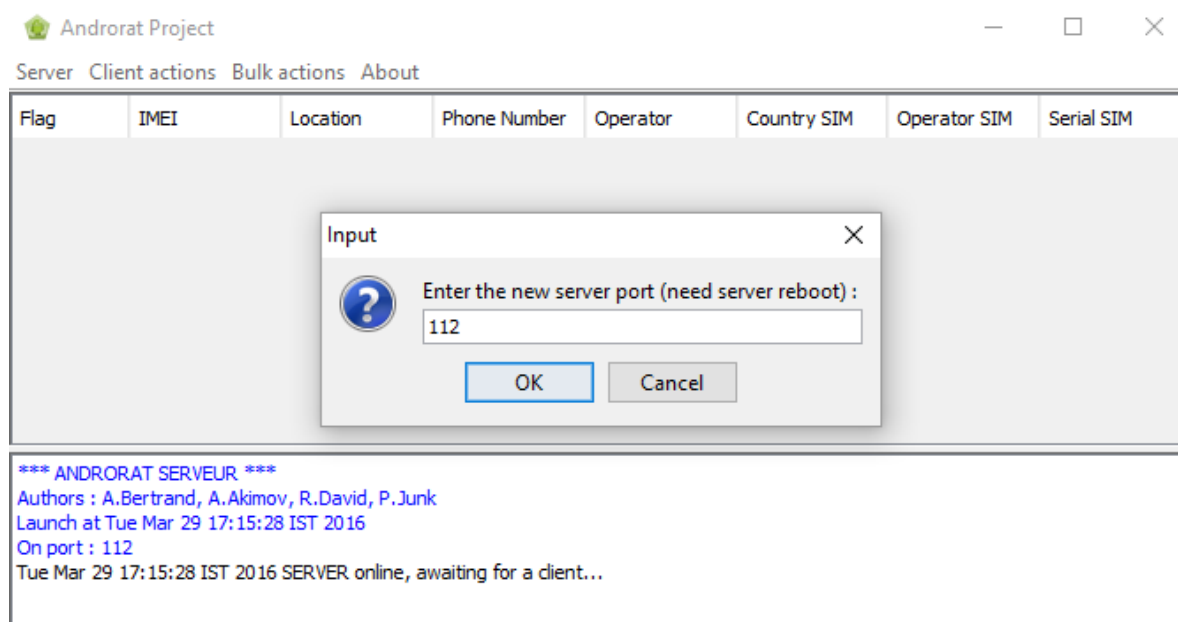 Androrat Project
Server Client actions Bulk actions About
Flag IMEI Location Phone Number Operator Country SIM Operator SIM Serial SIM
Input
Enter the new server port (need server reboot) :
112
OK Cancel
*** ANDRORAT SERVEUR ***
Authors : A.Bertrand, A.Akimov, R.David, P.Junk
Launch at Tue Mar 29 17:15:28 IST 2016
On port : 112
Tue Mar 29 17:15:28 IST 2016 SERVER online, awaiting for a client...